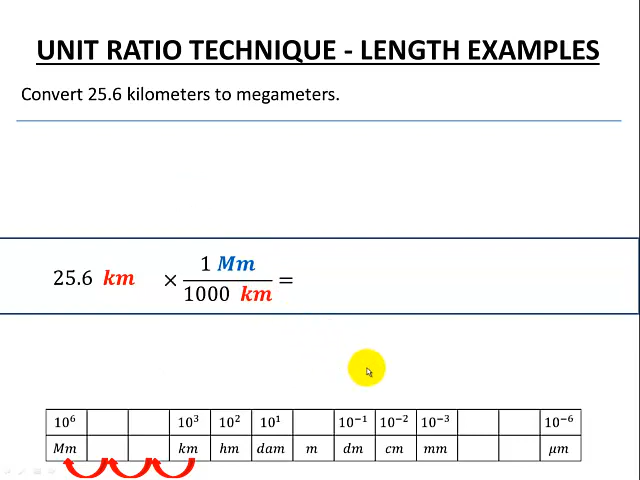 UNIT RATIO TECHNIQUE - LENGTH EXAMPLES
Convert 25.6 kilometers to megameters.
25.6 km × 1 Mm / 1000 km =
10⁶ 10³ 10² 10¹ 10⁻¹ 10⁻² 10⁻³ 10⁻⁶
Mm km hm dam m dm cm mm μm